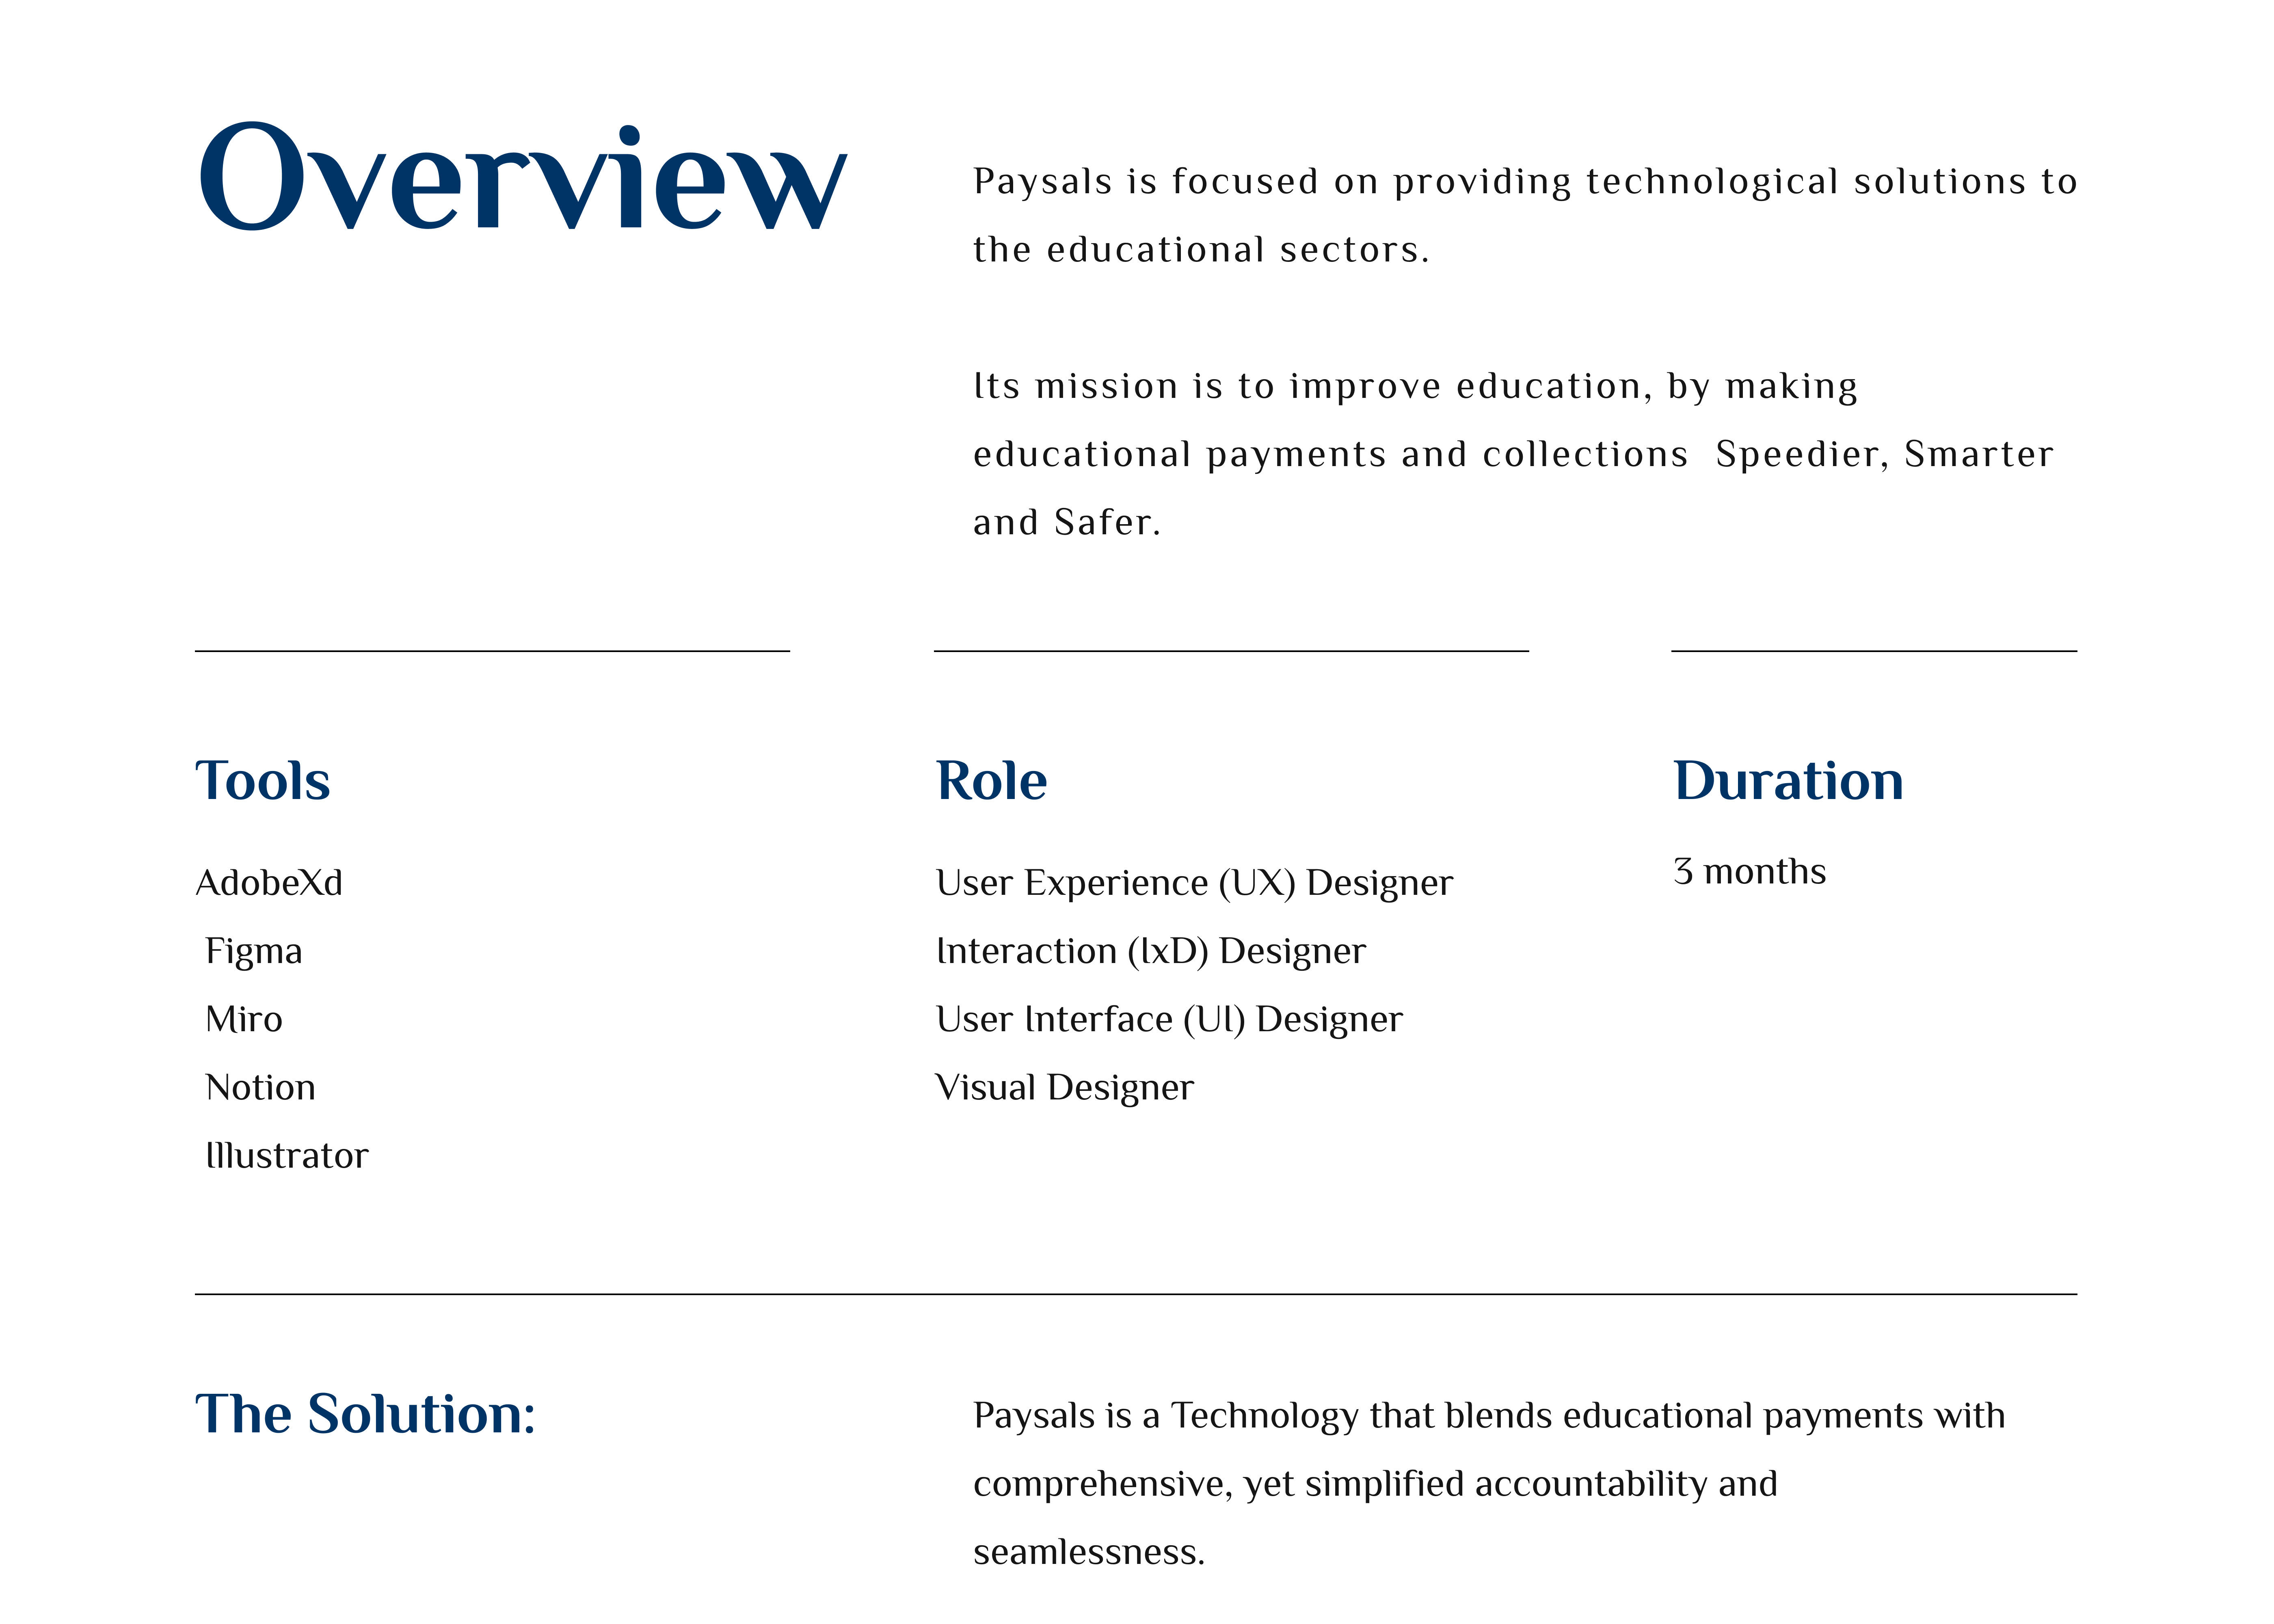 Overview
Paysals is focused on providing technological solutions to
the educational sectors.
Its mission is to improve education, by making
educational payments and collections  Speedier, Smarter
and Safer.
Tools
AdobeXd
Figma
Miro
Notion
Illustrator
Role
User Experience (UX) Designer
Interaction (IxD) Designer
User Interface (UI) Designer
Visual Designer
Duration
3 months
The Solution:
Paysals is a Technology that blends educational payments with
comprehensive, yet simplified accountability and
seamlessness.